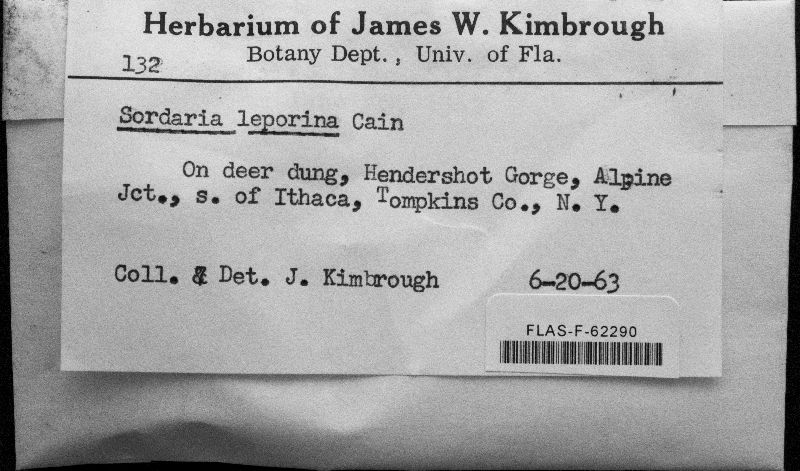 Herbarium of James W. Kimbrough
Botany Dept., Univ. of Fla.
132
Sordaria leporina Cain
On deer dung, Hendershot Gorge, Alpine
Jct., s. of Ithaca, Tompkins Co., N. Y.
Coll. & Det. J. Kimbrough 6-20-63
FLAS-F-62290